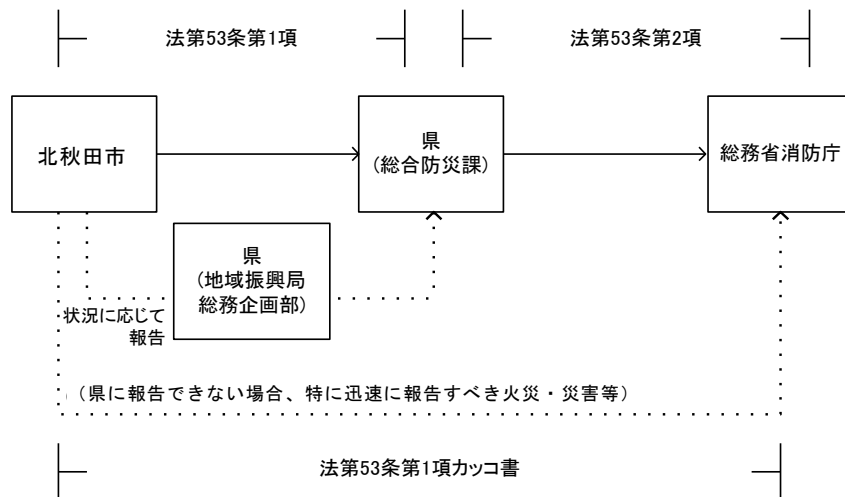 法第53条第1項
法第53条第2項
北秋田市
県
(総合防災課)
総務省消防庁
県
(地域振興局
総務企画部)
状況に応じて
報告
（県に報告できない場合、特に迅速に報告すべき火災・災害等）
法第53条第1項カッコ書